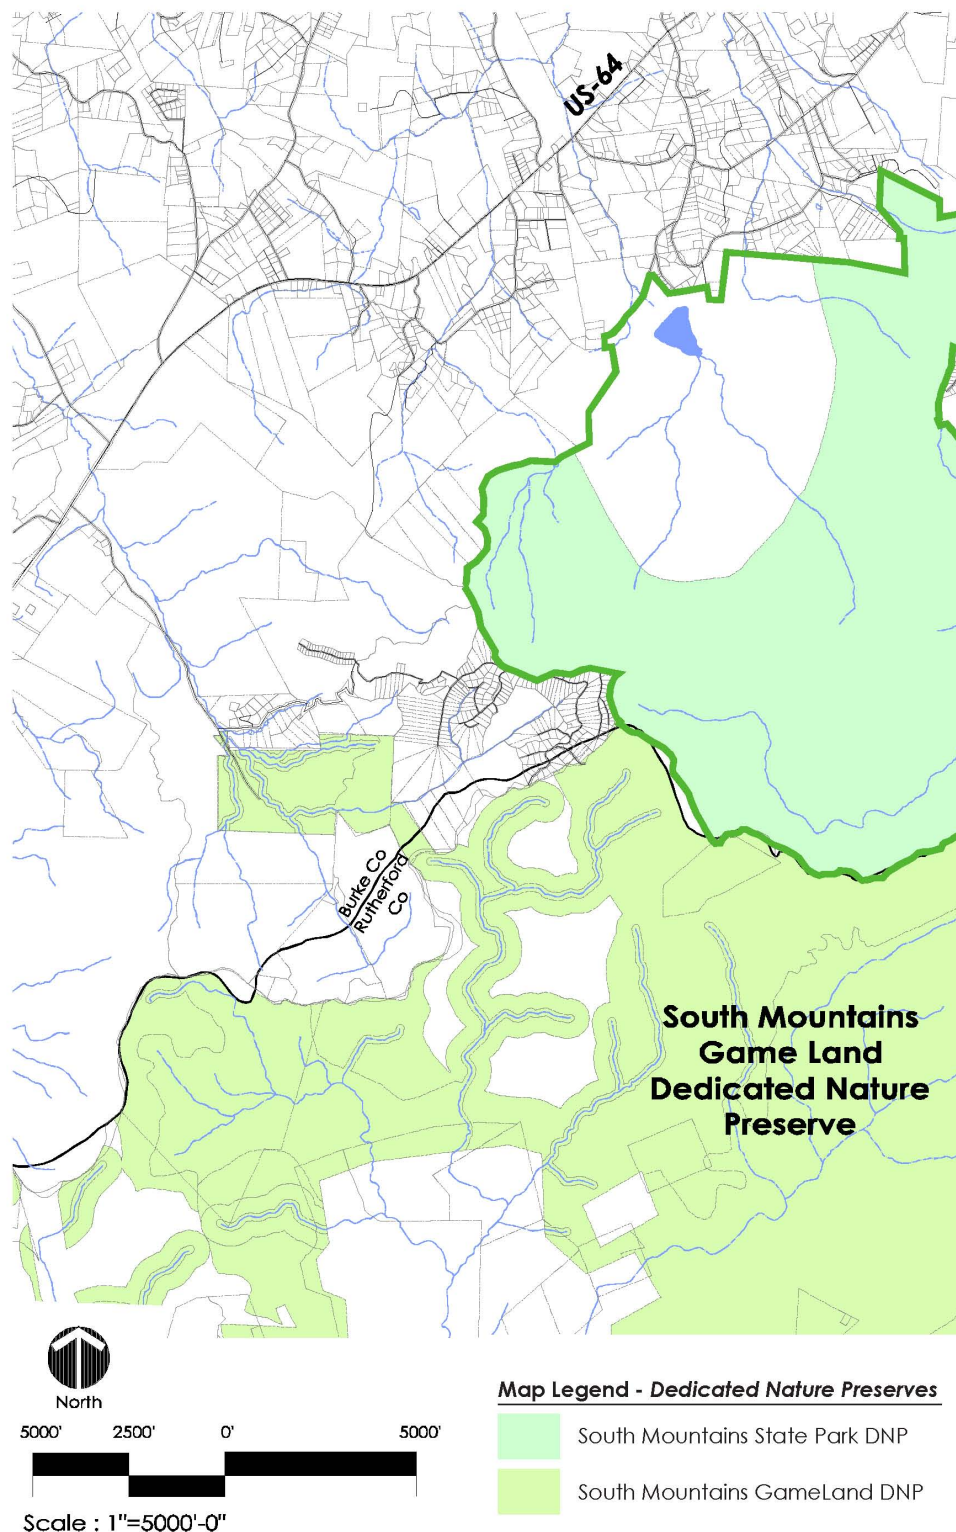 US-64
Burke Co
Rutherford
Co
South Mountains
Game Land
Dedicated Nature
Preserve
North
5000' 2500' 0' 5000'
Scale : 1"=5000'-0"
Map Legend - Dedicated Nature Preserves
South Mountains State Park DNP
South Mountains GameLand DNP